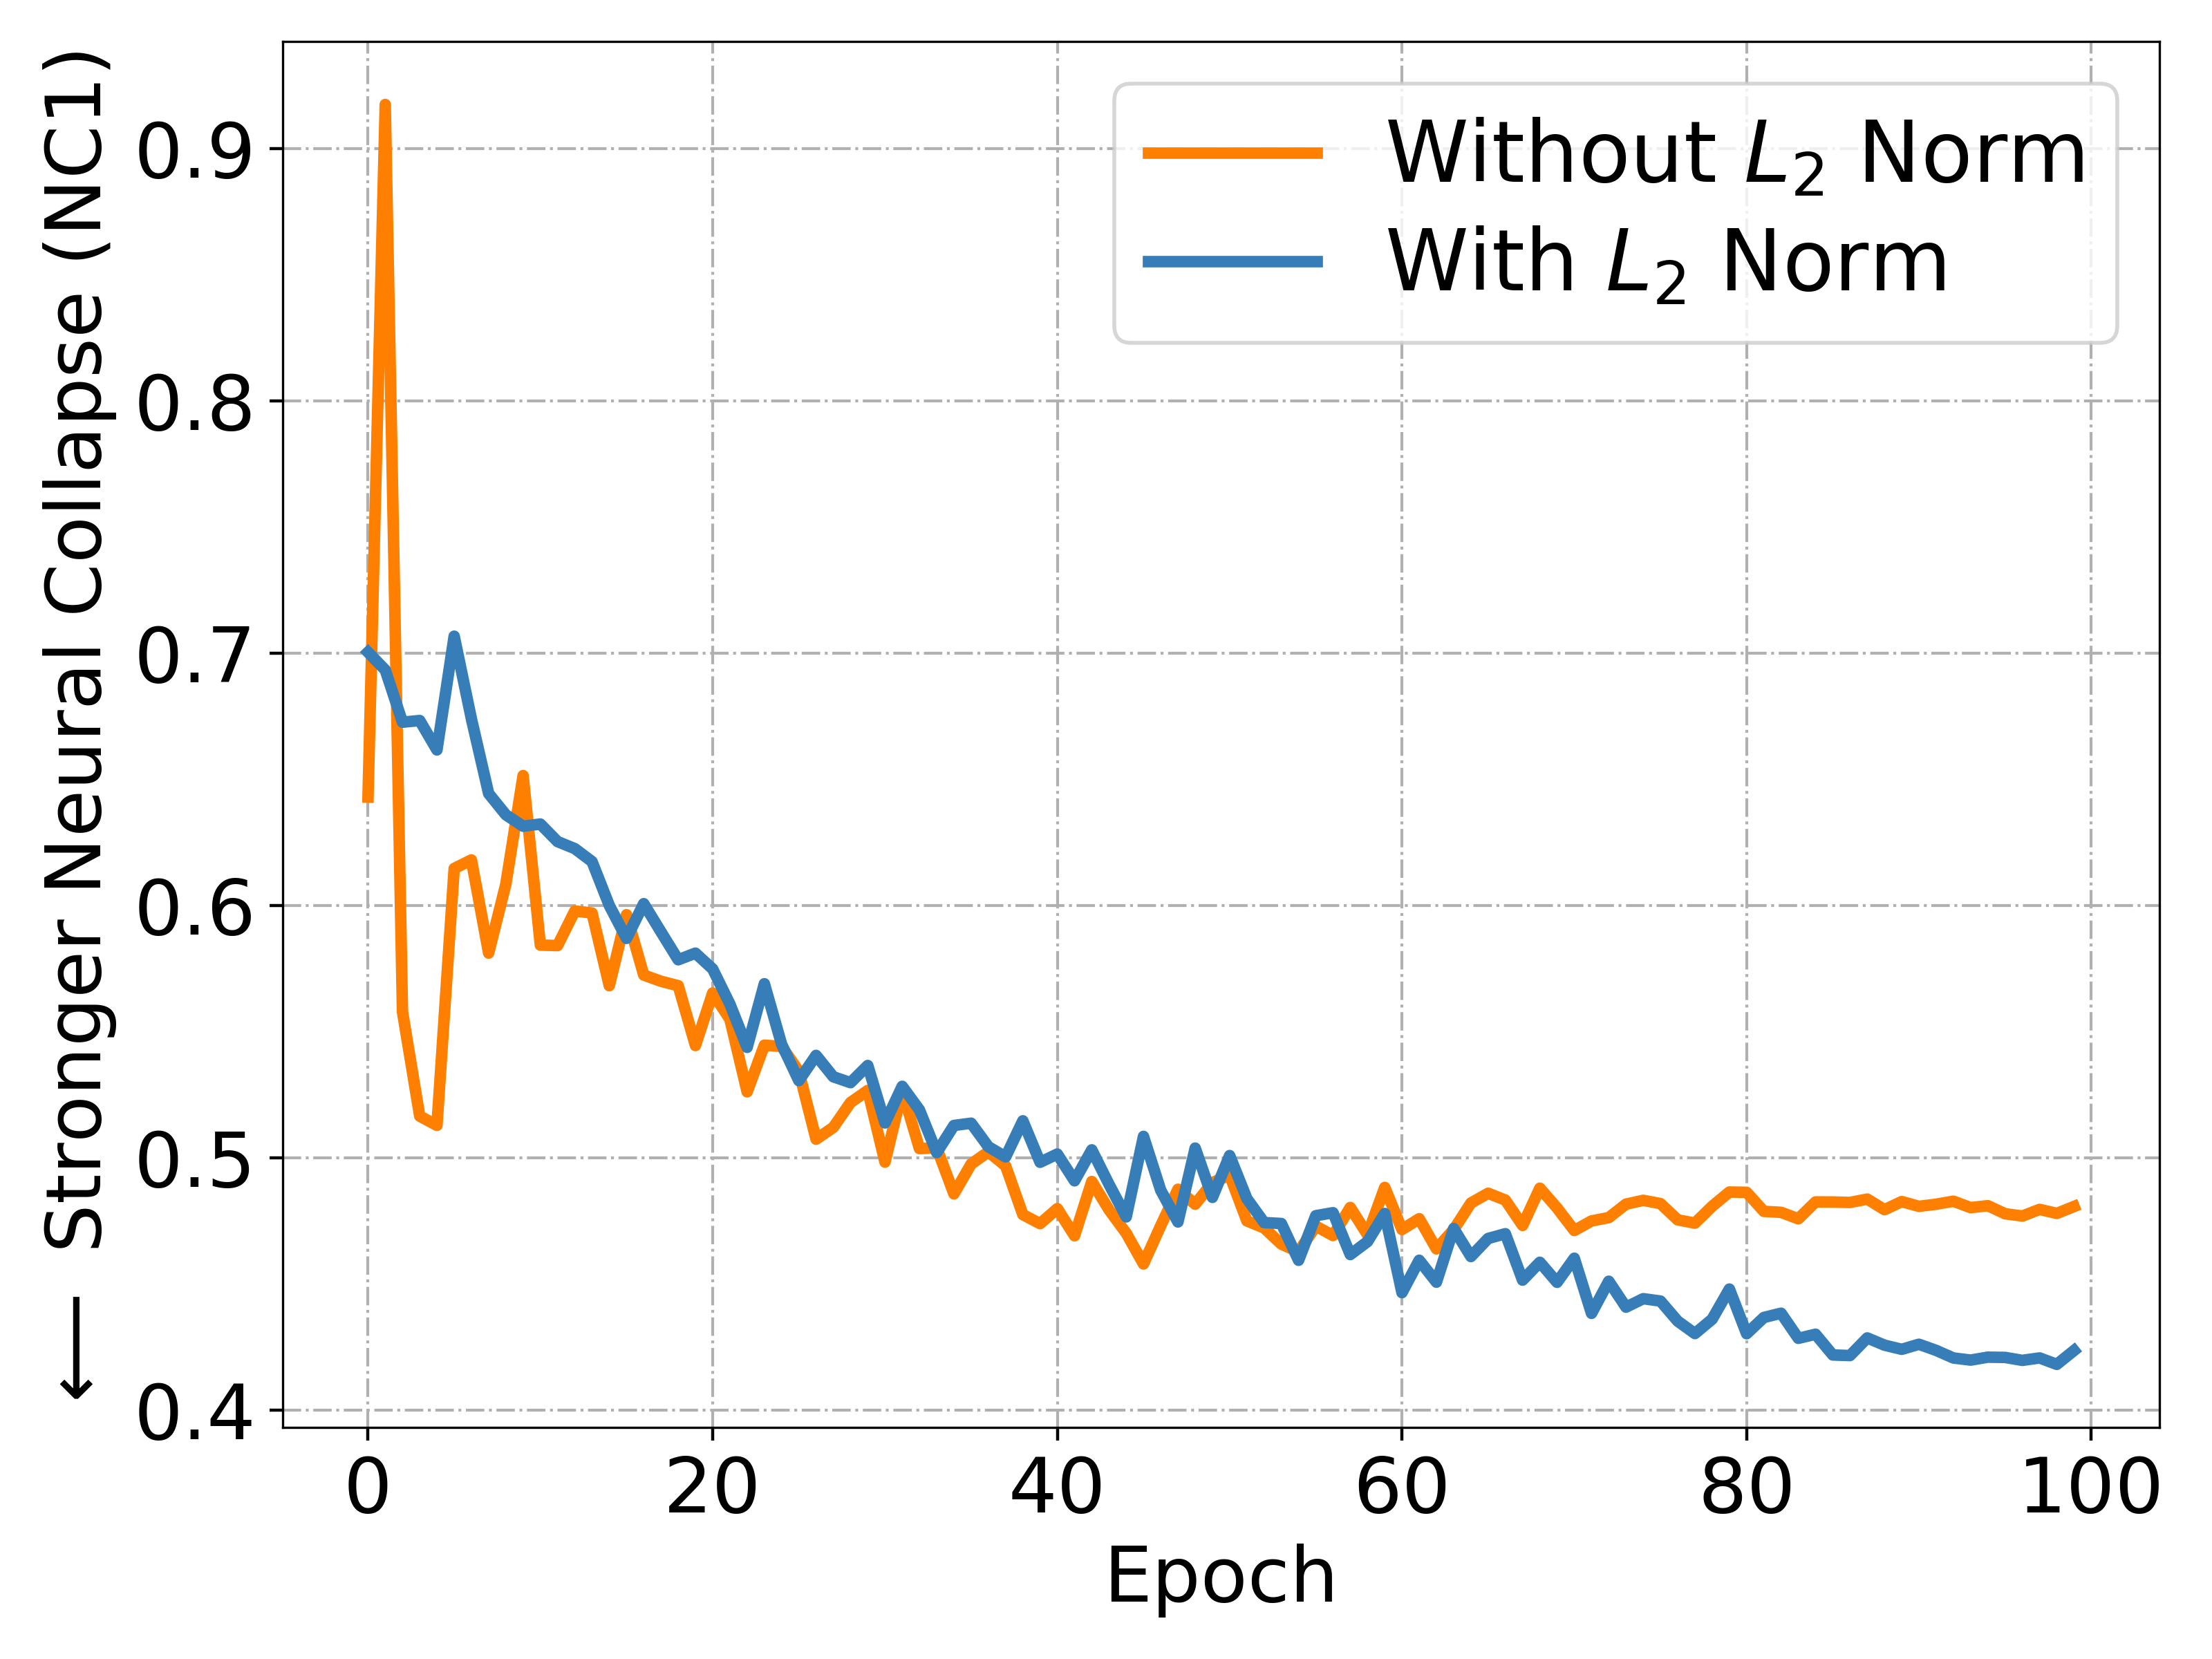 ← Stronger Neural Collapse (NC1)
0.9
0.8
0.7
0.6
0.5
0.4
Without L₂ Norm
With L₂ Norm
0 20 40 60 80 100
Epoch